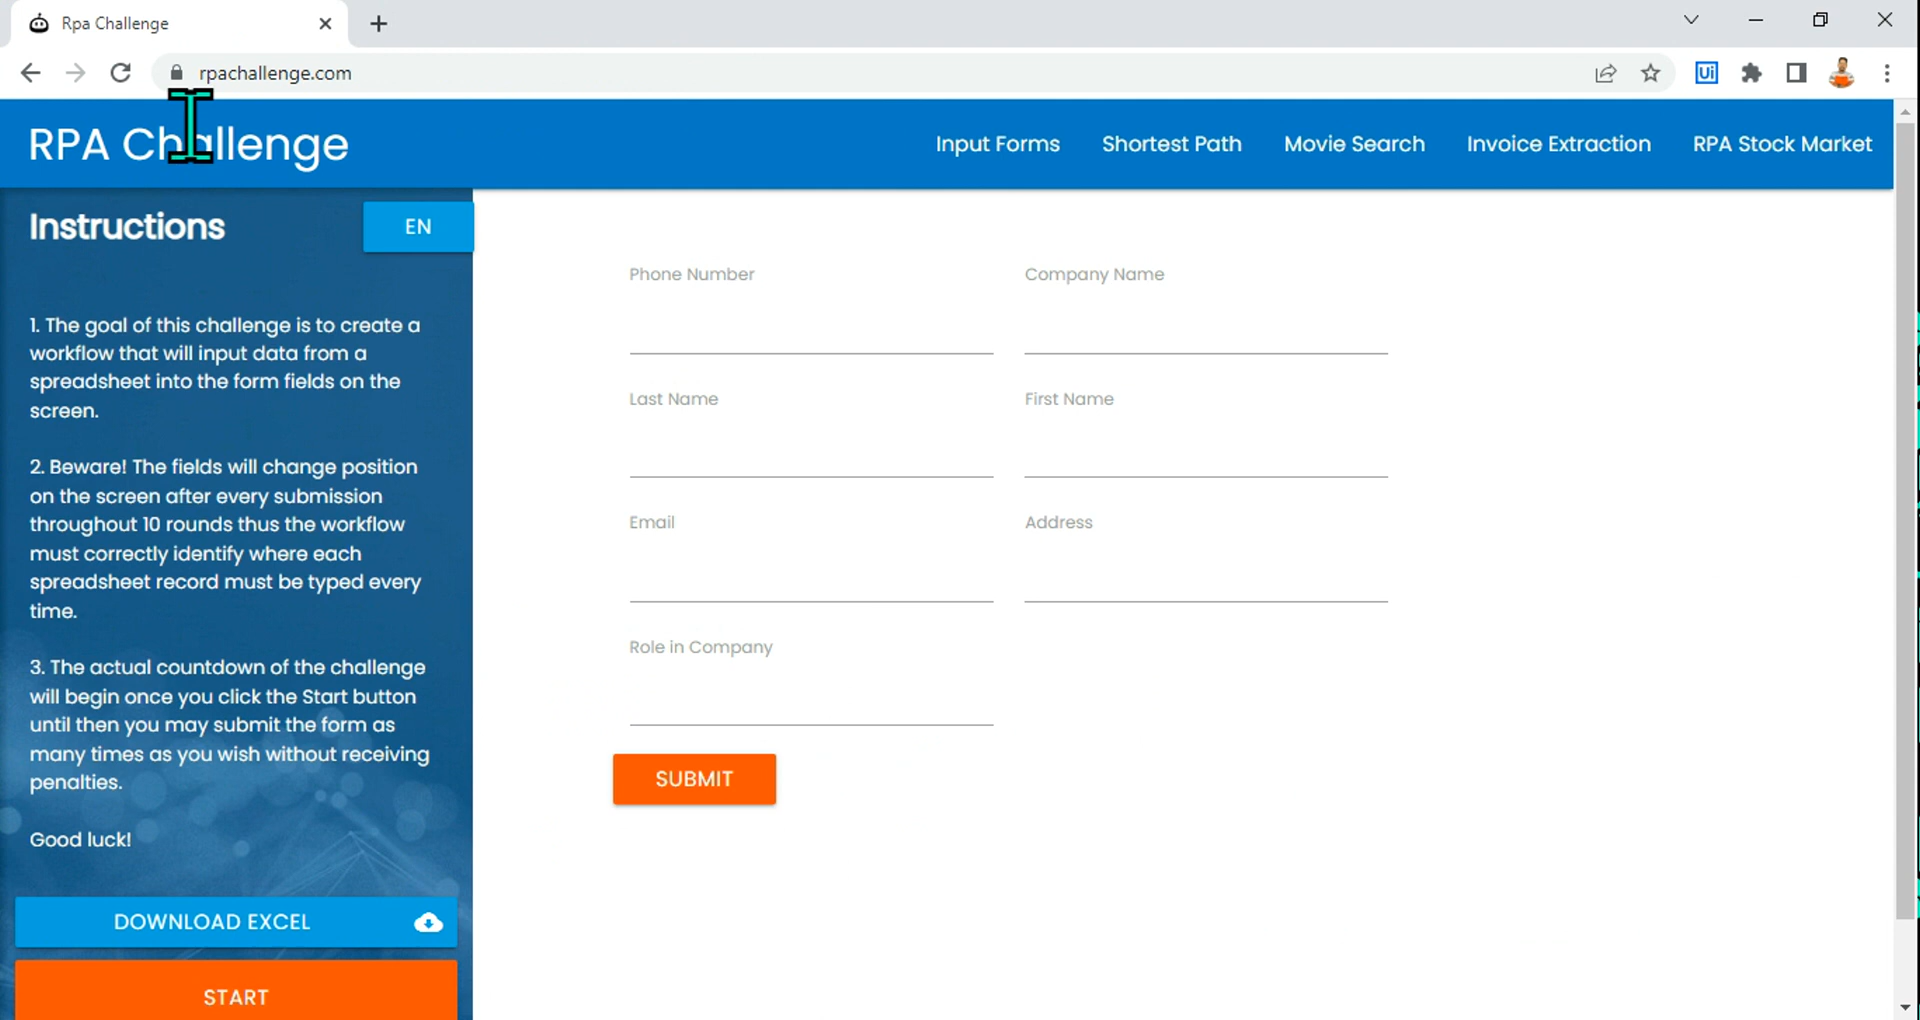 Rpa Challenge
rpachallenge.com
Ui
RPA Challenge
Input Forms
Shortest Path
Movie Search
Invoice Extraction
RPA Stock Market
Instructions
EN
1. The goal of this challenge is to create a
workflow that will input data from a
spreadsheet into the form fields on the
screen.
2. Beware! The fields will change position
on the screen after every submission
throughout 10 rounds thus the workflow
must correctly identify where each
spreadsheet record must be typed every
time.
3. The actual countdown of the challenge
will begin once you click the Start button
until then you may submit the form as
many times as you wish without receiving
penalties.
Good luck!
DOWNLOAD EXCEL
START
Phone Number
Company Name
Last Name
First Name
Email
Address
Role in Company
SUBMIT